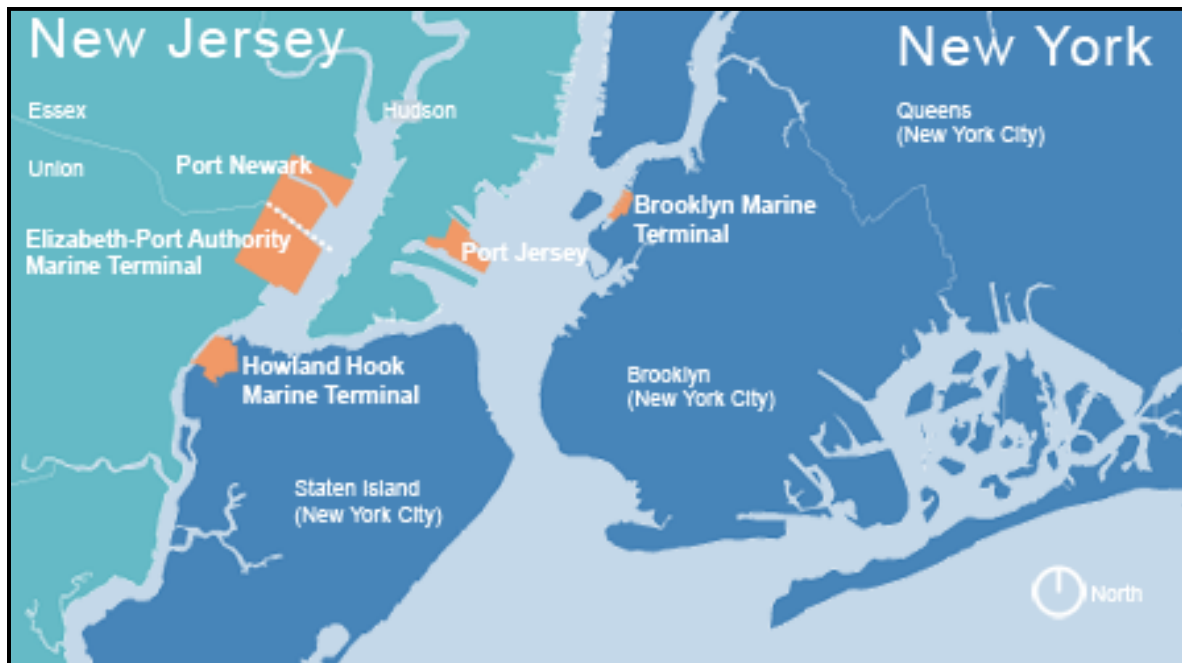 New Jersey
New York
Essex
Hudson
Queens
(New York City)
Union
Port Newark
Brooklyn Marine
Terminal
Elizabeth-Port Authority
Marine Terminal
Port Jersey
Howland Hook
Marine Terminal
Brooklyn
(New York City)
Staten Island
(New York City)
North